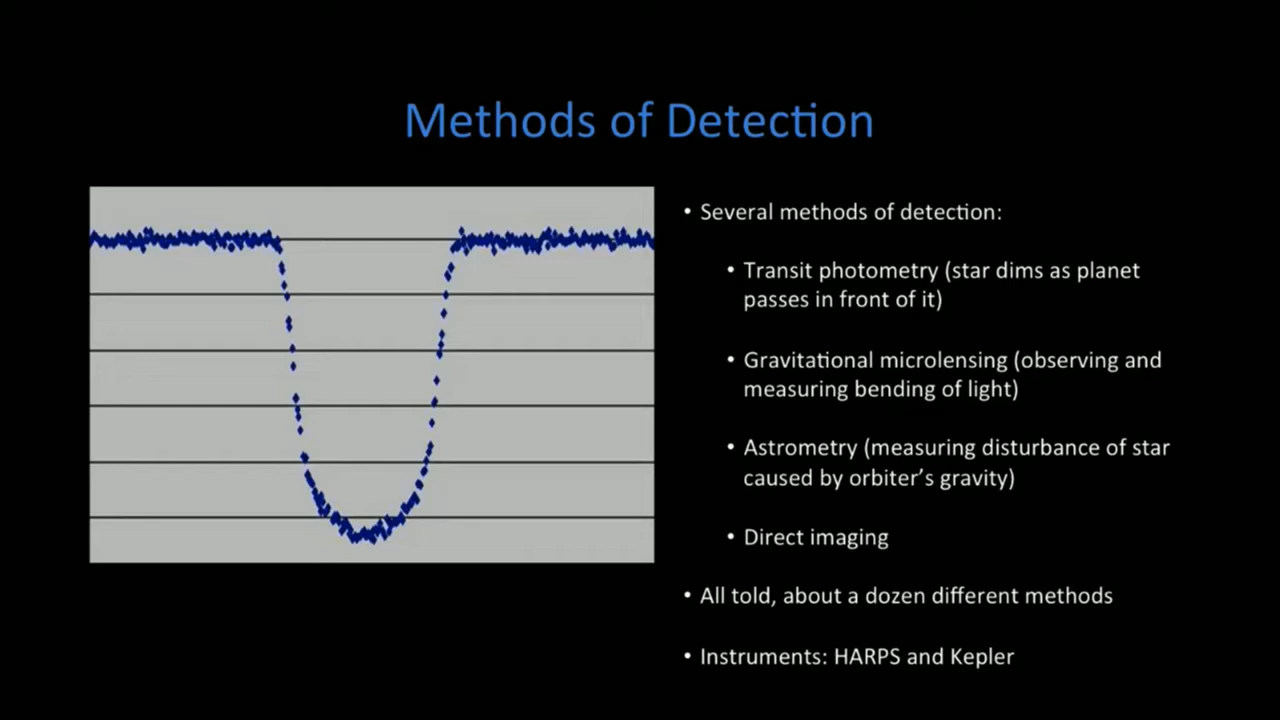 Methods of Detection
• Several methods of detection:
• Transit photometry (star dims as planet
passes in front of it)
• Gravitational microlensing (observing and
measuring bending of light)
• Astrometry (measuring disturbance of star
caused by orbiter’s gravity)
• Direct imaging
• All told, about a dozen different methods
• Instruments: HARPS and Kepler